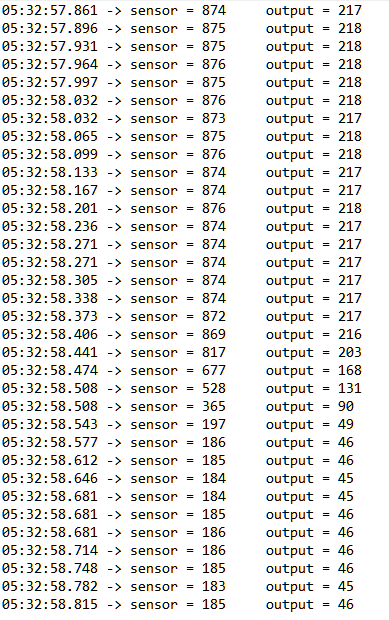 05:32:57.861 -> sensor = 874     output = 217
05:32:57.896 -> sensor = 875     output = 218
05:32:57.931 -> sensor = 875     output = 218
05:32:57.964 -> sensor = 876     output = 218
05:32:57.997 -> sensor = 875     output = 218
05:32:58.032 -> sensor = 876     output = 218
05:32:58.032 -> sensor = 873     output = 217
05:32:58.065 -> sensor = 875     output = 218
05:32:58.099 -> sensor = 876     output = 218
05:32:58.133 -> sensor = 874     output = 217
05:32:58.167 -> sensor = 874     output = 217
05:32:58.201 -> sensor = 876     output = 218
05:32:58.236 -> sensor = 874     output = 217
05:32:58.271 -> sensor = 874     output = 217
05:32:58.271 -> sensor = 874     output = 217
05:32:58.305 -> sensor = 874     output = 217
05:32:58.338 -> sensor = 874     output = 217
05:32:58.373 -> sensor = 872     output = 217
05:32:58.406 -> sensor = 869     output = 216
05:32:58.441 -> sensor = 817     output = 203
05:32:58.474 -> sensor = 677     output = 168
05:32:58.508 -> sensor = 528     output = 131
05:32:58.508 -> sensor = 365     output = 90
05:32:58.543 -> sensor = 197     output = 49
05:32:58.577 -> sensor = 186     output = 46
05:32:58.612 -> sensor = 185     output = 46
05:32:58.646 -> sensor = 184     output = 45
05:32:58.681 -> sensor = 184     output = 45
05:32:58.681 -> sensor = 185     output = 46
05:32:58.681 -> sensor = 186     output = 46
05:32:58.714 -> sensor = 186     output = 46
05:32:58.748 -> sensor = 185     output = 46
05:32:58.782 -> sensor = 183     output = 45
05:32:58.815 -> sensor = 185     output = 46